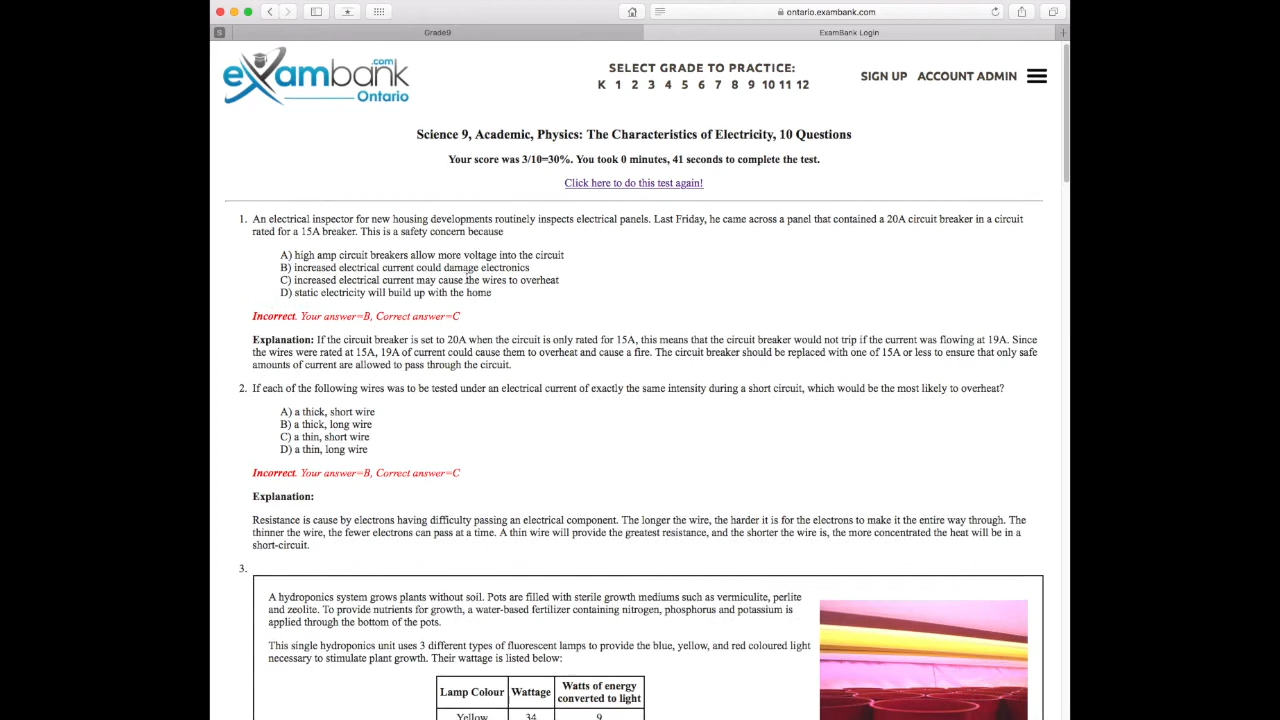 ontario.exambank.com
S
Grade9
ExamBank Login
+
exambank
.com
Ontario
SELECT GRADE TO PRACTICE:
K 1 2 3 4 5 6 7 8 9 10 11 12
SIGN UP ACCOUNT ADMIN
Science 9, Academic, Physics: The Characteristics of Electricity, 10 Questions
Your score was 3/10=30%. You took 0 minutes, 41 seconds to complete the test.
Click here to do this test again!
1. An electrical inspector for new housing developments routinely inspects electrical panels. Last Friday, he came across a panel that contained a 20A circuit breaker in a circuit
rated for a 15A breaker. This is a safety concern because
A) high amp circuit breakers allow more voltage into the circuit
B) increased electrical current could damage electronics
C) increased electrical current may cause the wires to overheat
D) static electricity will build up with the home
Incorrect. Your answer=B, Correct answer=C
Explanation: If the circuit breaker is set to 20A when the circuit is only rated for 15A, this means that the circuit breaker would not trip if the current was flowing at 19A. Since
the wires were rated at 15A, 19A of current could cause them to overheat and cause a fire. The circuit breaker should be replaced with one of 15A or less to ensure that only safe
amounts of current are allowed to pass through the circuit.
2. If each of the following wires was to be tested under an electrical current of exactly the same intensity during a short circuit, which would be the most likely to overheat?
A) a thick, short wire
B) a thick, long wire
C) a thin, short wire
D) a thin, long wire
Incorrect. Your answer=B, Correct answer=C
Explanation:
Resistance is cause by electrons having difficulty passing an electrical component. The longer the wire, the harder it is for the electrons to make it the entire way through. The
thinner the wire, the fewer electrons can pass at a time. A thin wire will provide the greatest resistance, and the shorter the wire is, the more concentrated the heat will be in a
short-circuit.
3.
A hydroponics system grows plants without soil. Pots are filled with sterile growth mediums such as vermiculite, perlite
and zeolite. To provide nutrients for growth, a water-based fertilizer containing nitrogen, phosphorus and potassium is
applied through the bottom of the pots.
This single hydroponics unit uses 3 different types of fluorescent lamps to provide the blue, yellow, and red coloured light
necessary to stimulate plant growth. Their wattage is listed below:
Lamp Colour Wattage Watts of energy
converted to light
Yellow 34 9